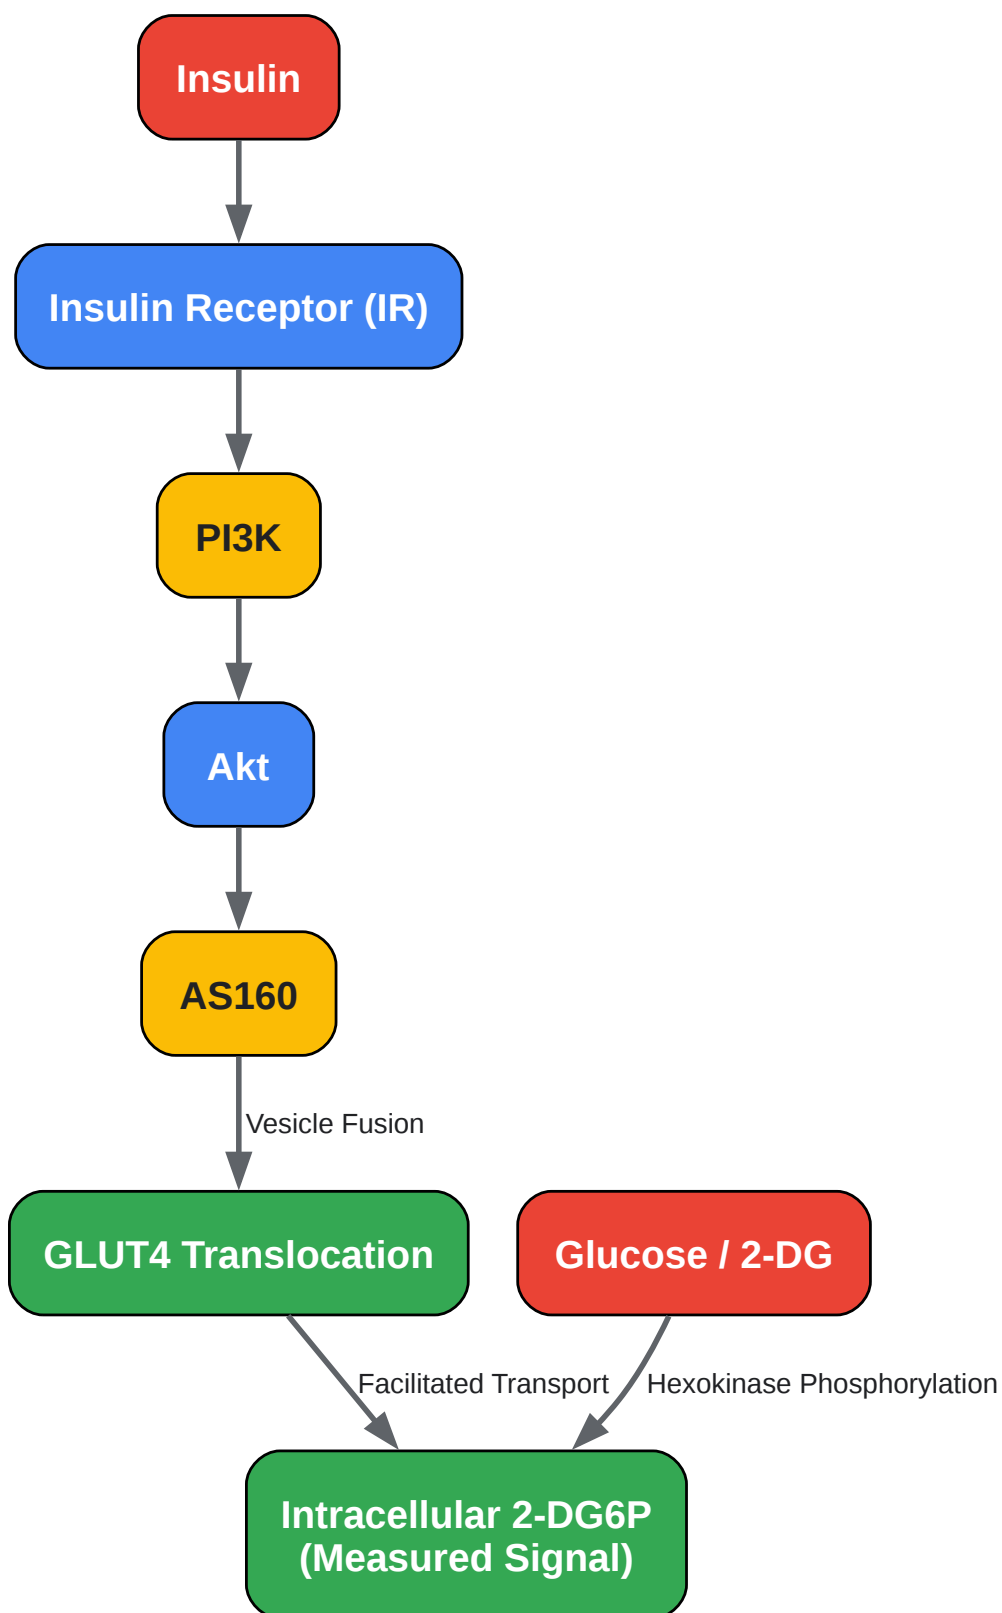 Insulin
Insulin Receptor (IR)
PI3K
Akt
AS160
Vesicle Fusion
GLUT4 Translocation
Glucose / 2-DG
Facilitated Transport
Hexokinase Phosphorylation
Intracellular 2-DG6P
(Measured Signal)